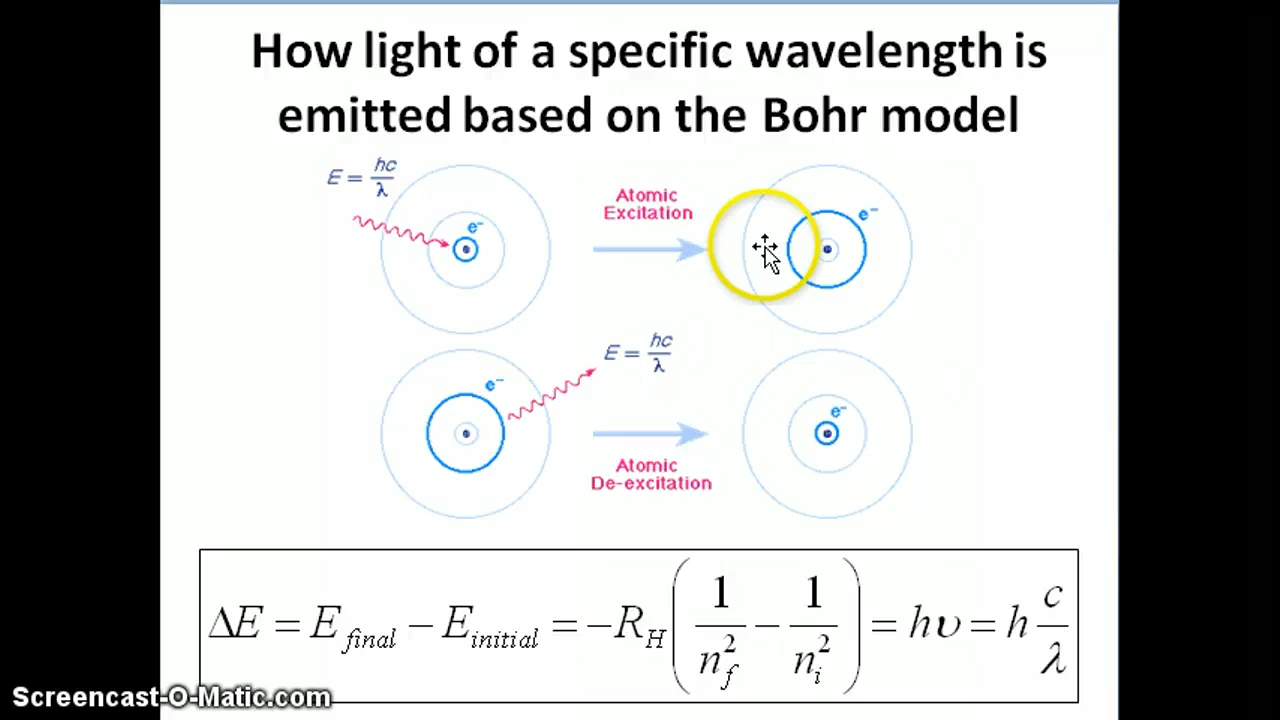 How light of a specific wavelength is
emitted based on the Bohr model
E = hc/λ
e⁻
Atomic
Excitation
e⁻
e⁻
E = hc/λ
Atomic
De-excitation
e⁻
ΔE = E_final − E_initial = −R_H (1/n_f² − 1/n_i²) = hυ = h c/λ
Screencast-O-Matic.com